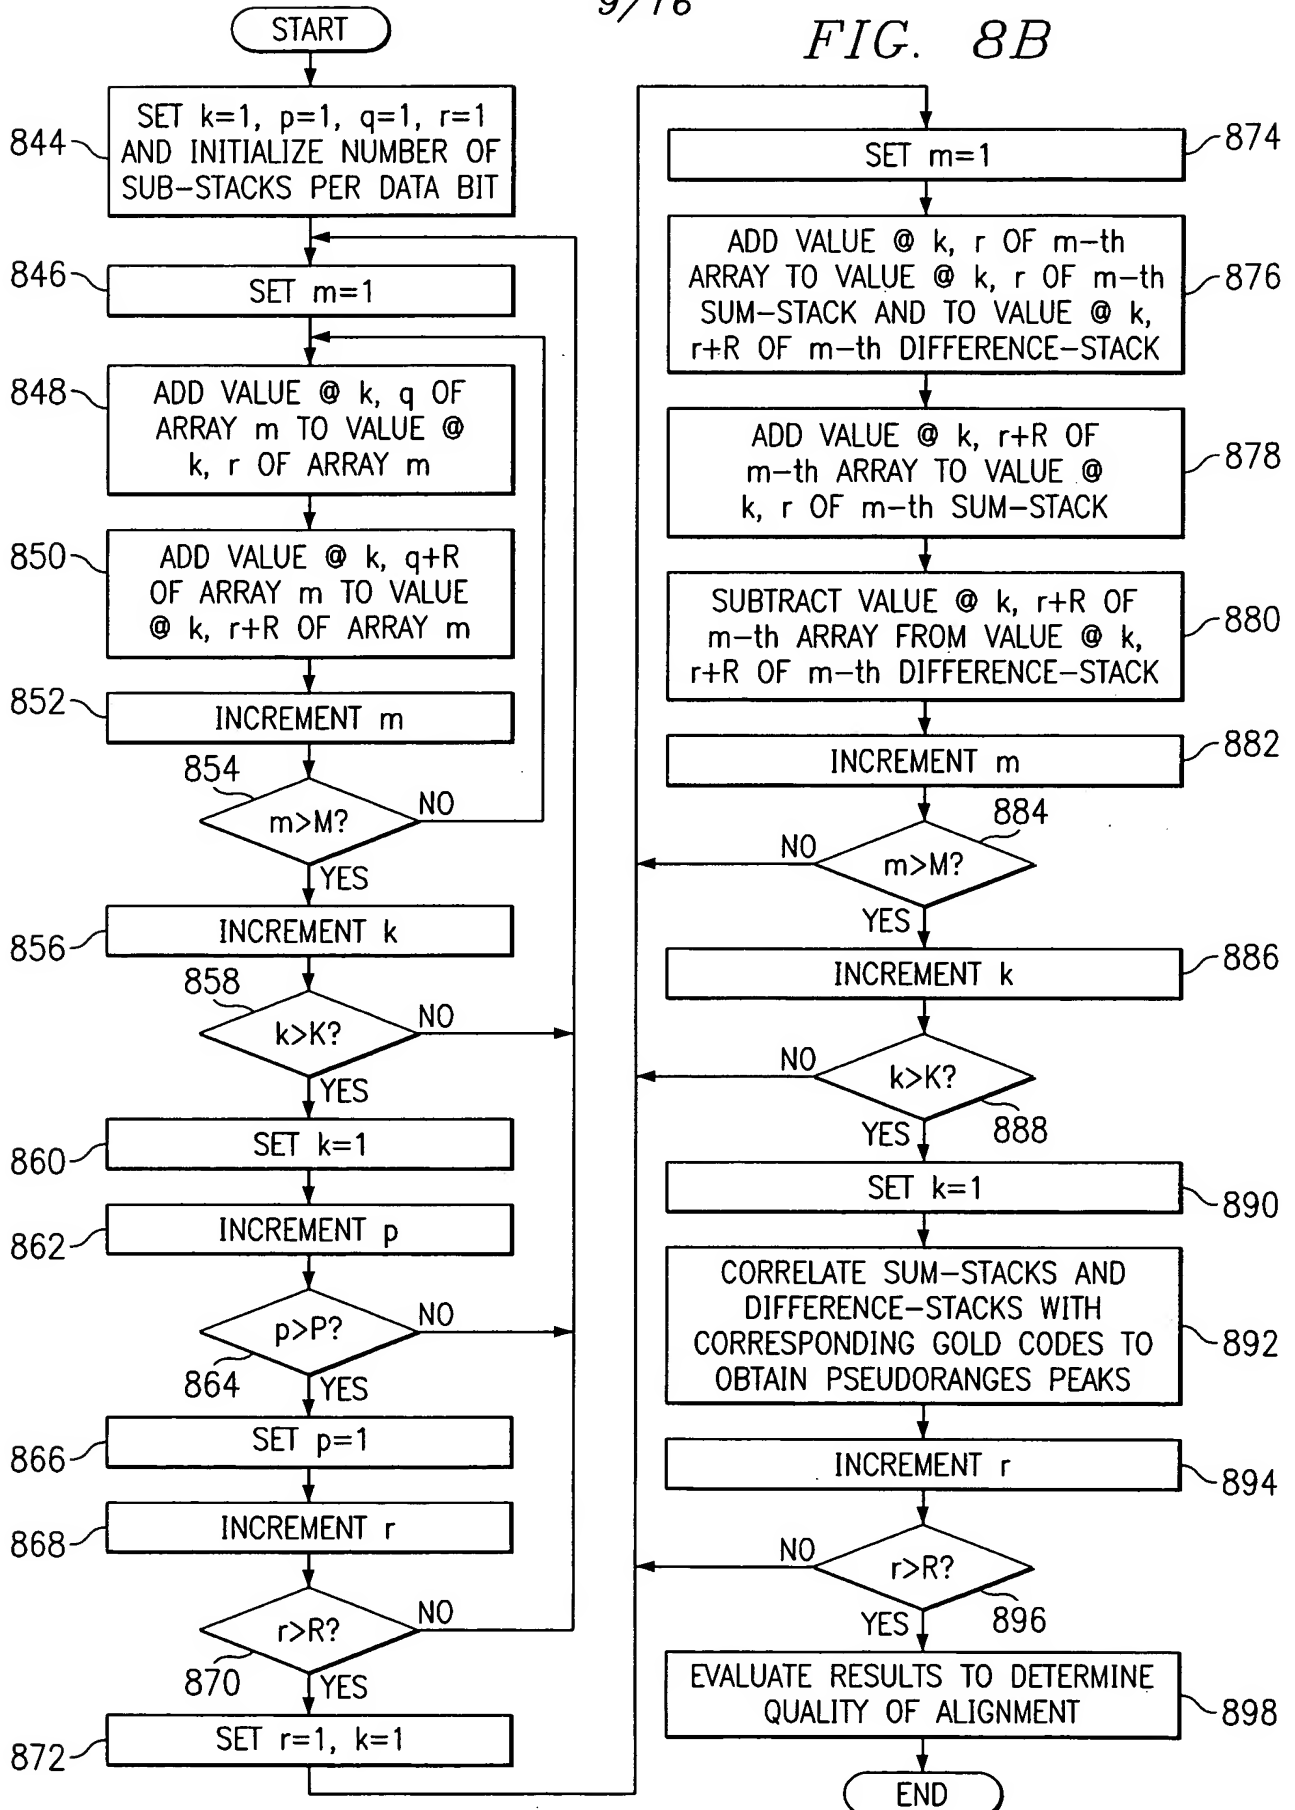 9/16
FIG. 8B
START
844
SET k=1, p=1, q=1, r=1
AND INITIALIZE NUMBER OF
SUB-STACKS PER DATA BIT
846
SET m=1
848
ADD VALUE @ k, q OF
ARRAY m TO VALUE @
k, r OF ARRAY m
850
ADD VALUE @ k, q+R
OF ARRAY m TO VALUE
@ k, r+R OF ARRAY m
852
INCREMENT m
854
m>M?
NO
YES
856
INCREMENT k
858
k>K?
NO
YES
860
SET k=1
862
INCREMENT p
p>P?
NO
864
YES
866
SET p=1
868
INCREMENT r
r>R?
NO
870
YES
872
SET r=1, k=1
874
SET m=1
876
ADD VALUE @ k, r OF m-th
ARRAY TO VALUE @ k, r OF m-th
SUM-STACK AND TO VALUE @ k,
r+R OF m-th DIFFERENCE-STACK
878
ADD VALUE @ k, r+R OF
m-th ARRAY TO VALUE @
k, r OF m-th SUM-STACK
880
SUBTRACT VALUE @ k, r+R OF
m-th ARRAY FROM VALUE @ k,
r+R OF m-th DIFFERENCE-STACK
882
INCREMENT m
884
NO
m>M?
YES
886
INCREMENT k
NO
k>K?
888
YES
890
SET k=1
892
CORRELATE SUM-STACKS AND
DIFFERENCE-STACKS WITH
CORRESPONDING GOLD CODES TO
OBTAIN PSEUDORANGES PEAKS
894
INCREMENT r
NO
r>R?
896
YES
898
EVALUATE RESULTS TO DETERMINE
QUALITY OF ALIGNMENT
END